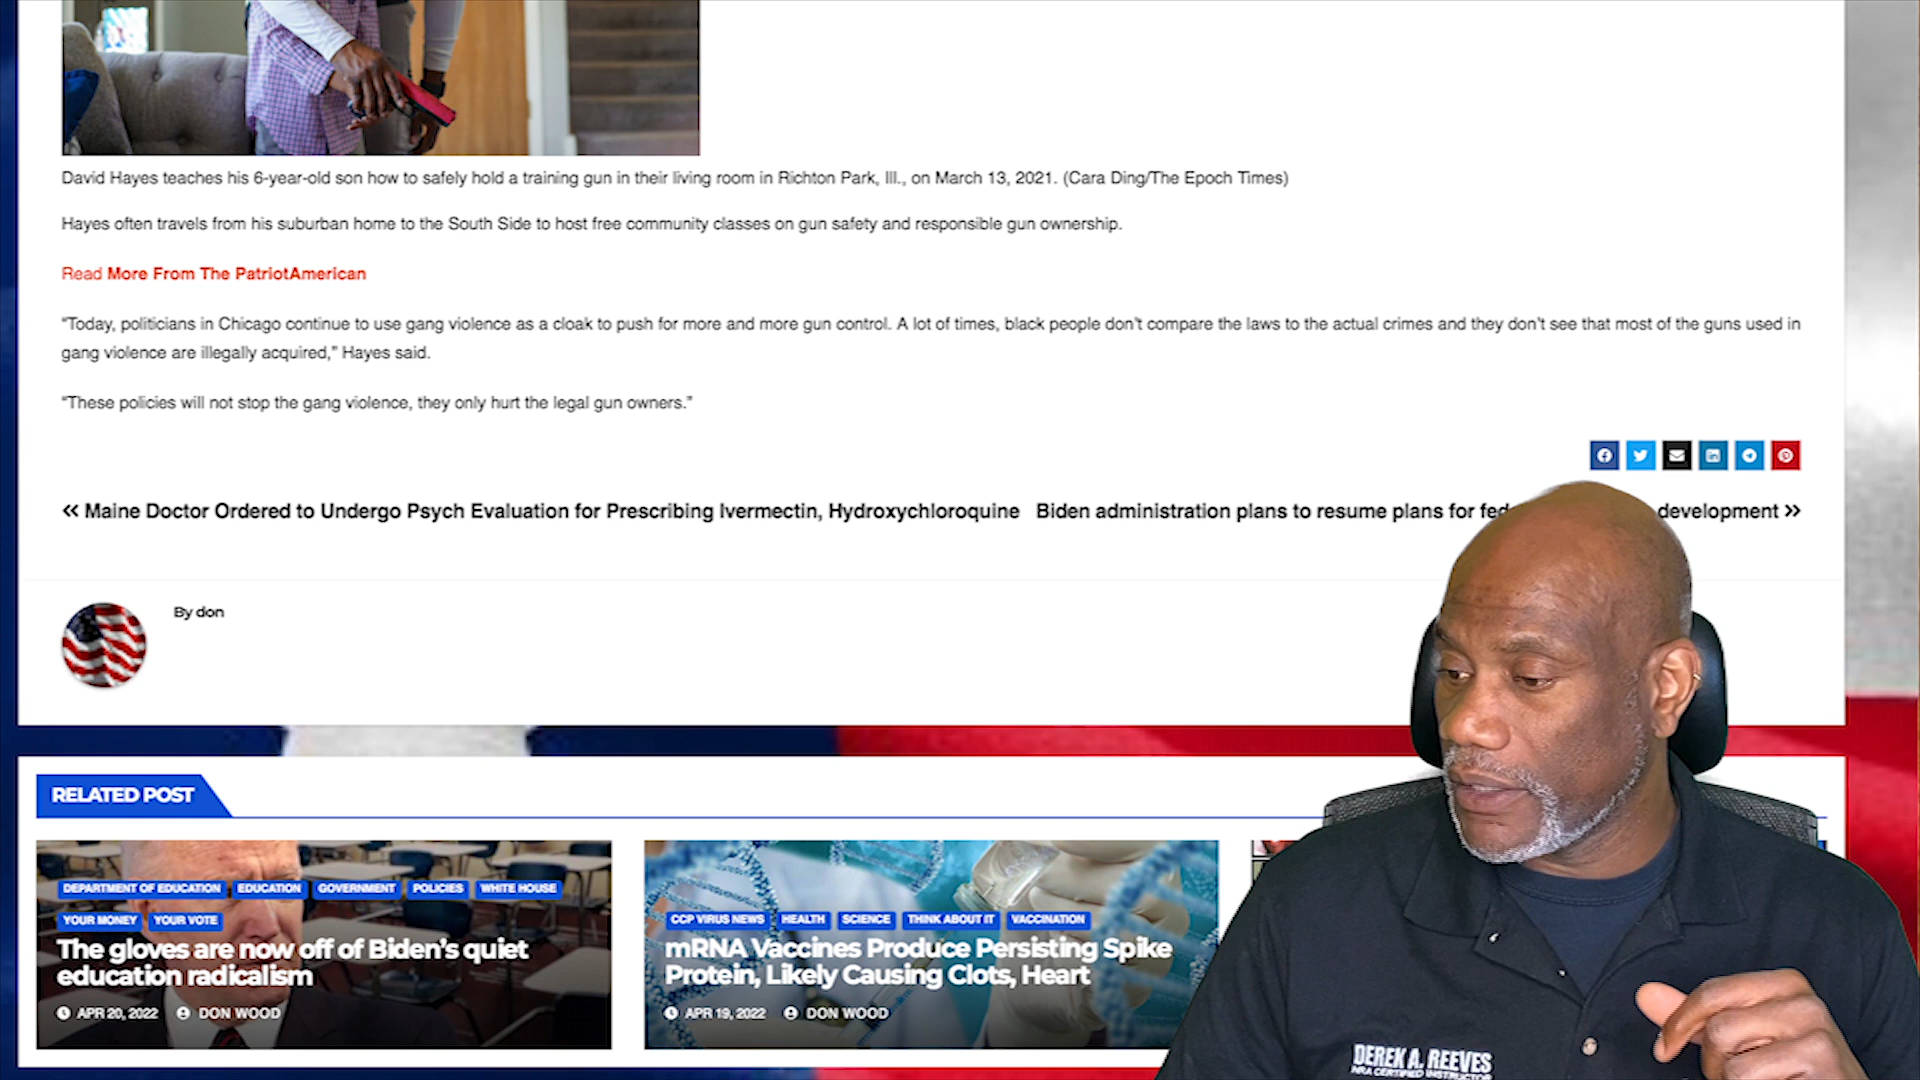 David Hayes teaches his 6-year-old son how to safely hold a training gun in their living room in Richton Park, Ill., on March 13, 2021. (Cara Ding/The Epoch Times)
Hayes often travels from his suburban home to the South Side to host free community classes on gun safety and responsible gun ownership.
Read More From The PatriotAmerican
“Today, politicians in Chicago continue to use gang violence as a cloak to push for more and more gun control. A lot of times, black people don’t compare the laws to the actual crimes and they don’t see that most of the guns used in
gang violence are illegally acquired,” Hayes said.
“These policies will not stop the gang violence, they only hurt the legal gun owners.”
« Maine Doctor Ordered to Undergo Psych Evaluation for Prescribing Ivermectin, Hydroxychloroquine
Biden administration plans to resume plans for fed development »
By don
RELATED POST
DEPARTMENT OF EDUCATION EDUCATION GOVERNMENT POLICIES WHITE HOUSE
YOUR MONEY YOUR VOTE
The gloves are now off of Biden’s quiet
education radicalism
APR 20, 2022 DON WOOD
CCP VIRUS NEWS HEALTH SCIENCE THINK ABOUT IT VACCINATION
mRNA Vaccines Produce Persisting Spike
Protein, Likely Causing Clots, Heart
APR 19, 2022 DON WOOD
DEREK A. REEVES
NRA CERTIFIED INSTRUCTOR